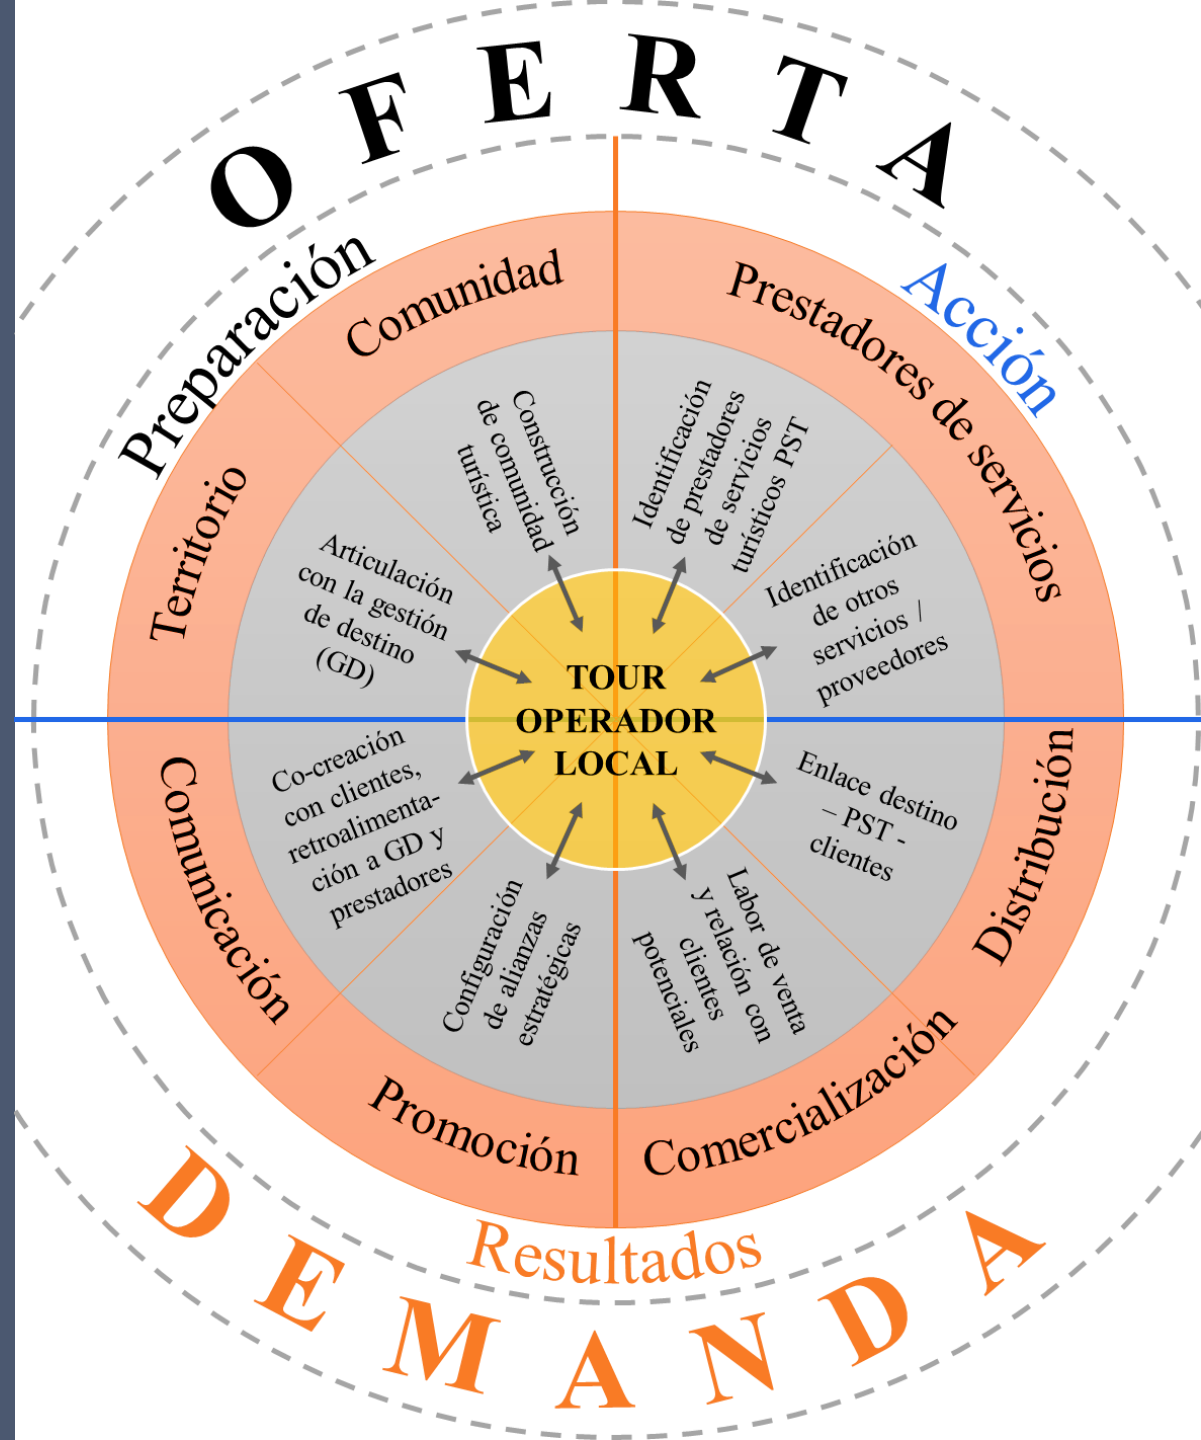 OFERTA
Preparación
Acción
Comunidad
Prestadores de servicios
Territorio
Construcción
de comunidad
turística
Identificación
de prestadores
de servicios
turísticos PST
Articulación
con la gestión
de destino
(GD)
Identificación
de otros
servicios /
proveedores
TOUR
OPERADOR
LOCAL
Co-creación
con clientes,
retroalimenta-
ción a GD y
prestadores
Enlace destino
– PST -
clientes
Configuración
de alianzas
estratégicas
Labor de venta
y relación con
clientes
potenciales
Comunicación
Distribución
Promoción
Comercialización
Resultados
DEMANDA